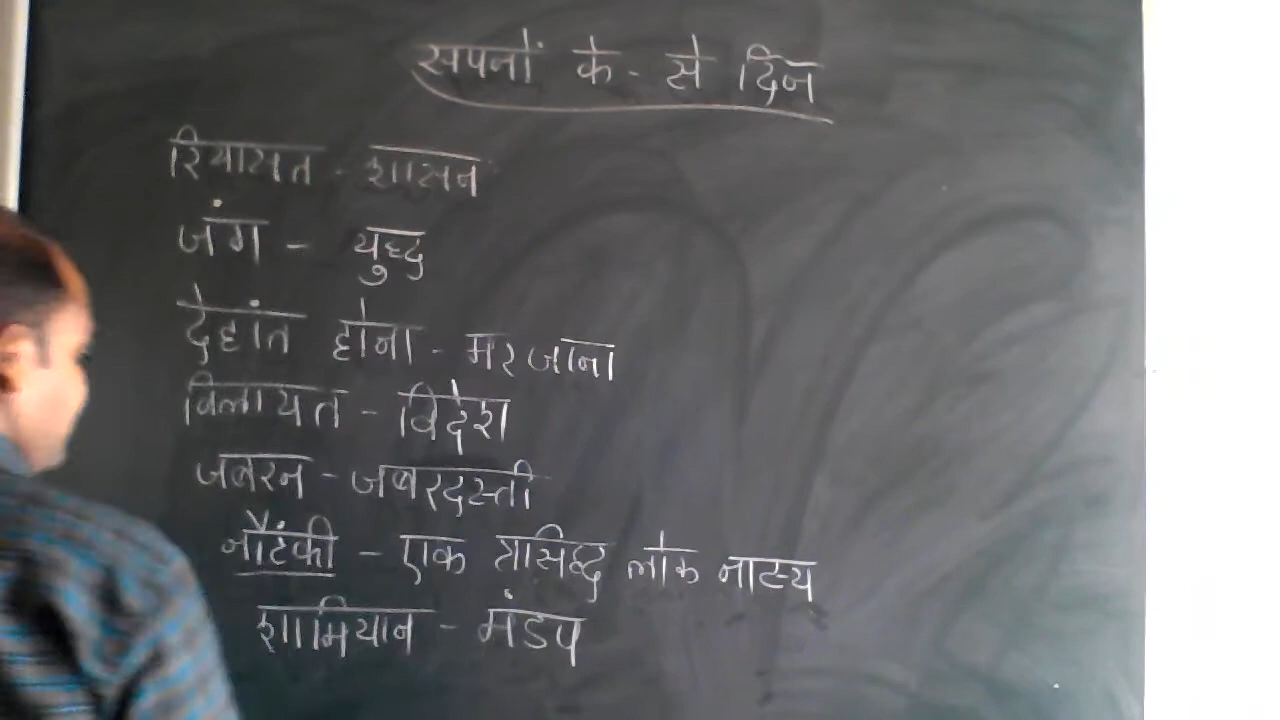 सपनों के - से दिन
रियासत - शासन
जंग - युध्द
देहांत होना - मर जाना
विलायत - विदेश
जबरन - जबरदस्ती
नौटंकी - एक प्रसिध्द लोक नाट्य
शामियान - मंडप